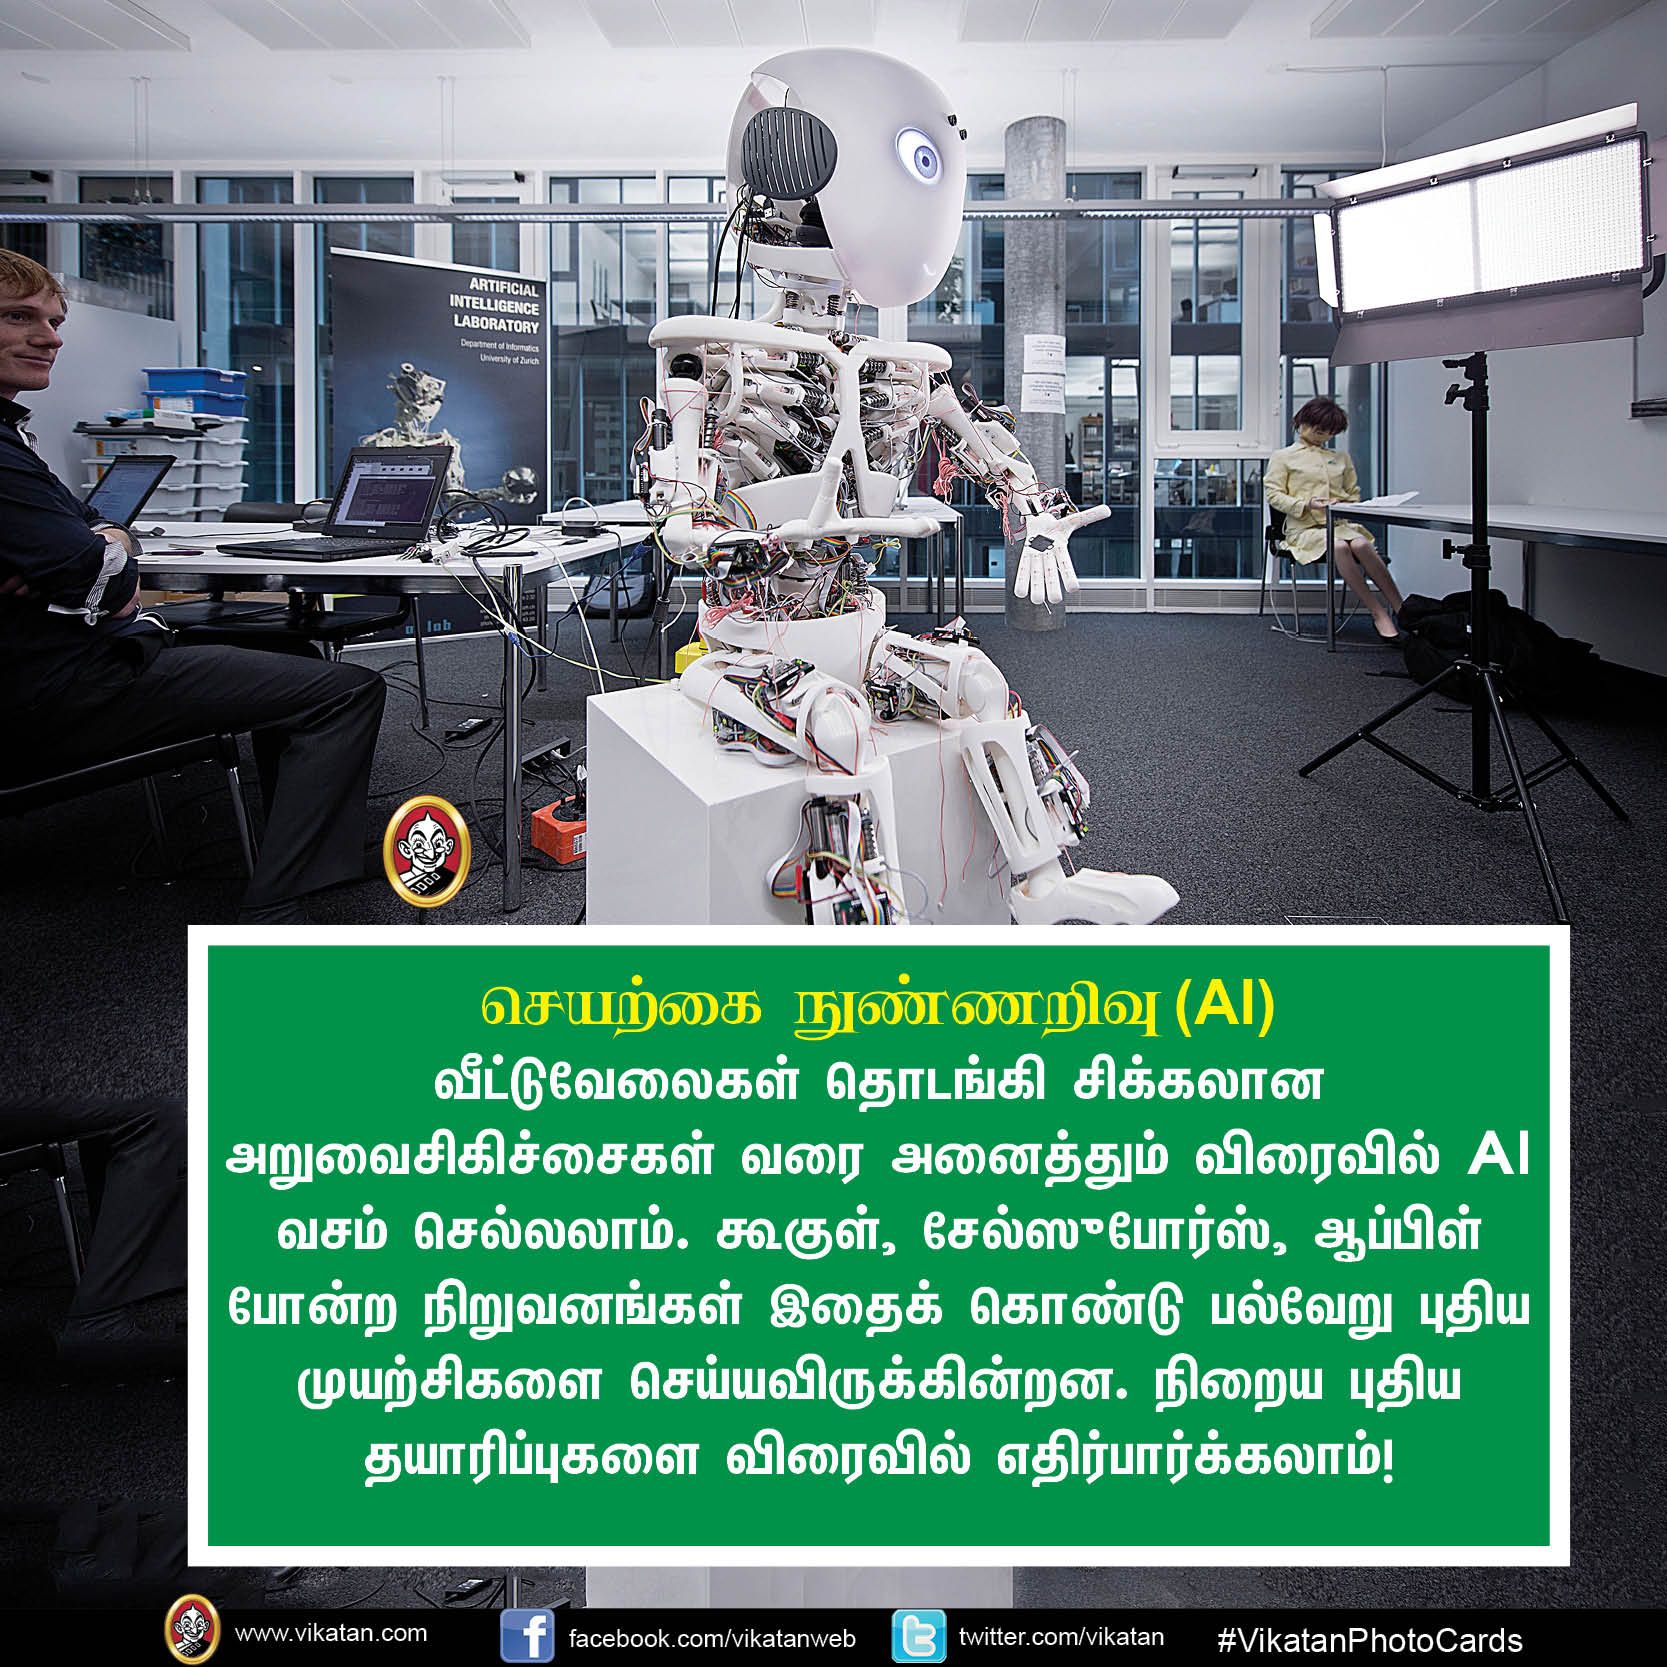 ARTIFICIAL
INTELLIGENCE
LABORATORY
Department of Informatics
University of Zurich
செயற்கை நுண்ணறிவு (AI)
வீட்டுவேலைகள் தொடங்கி சிக்கலான
அறுவைசிகிச்சைகள் வரை அனைத்தும் விரைவில் AI
வசம் செல்லலாம். கூகுள், சேல்ஸுபோர்ஸ், ஆப்பிள்
போன்ற நிறுவனங்கள் இதைக் கொண்டு பல்வேறு புதிய
முயற்சிகளை செய்யவிருக்கின்றன. நிறைய புதிய
தயாரிப்புகளை விரைவில் எதிர்பார்க்கலாம்!
www.vikatan.com
facebook.com/vikatanweb
twitter.com/vikatan
#VikatanPhotoCards